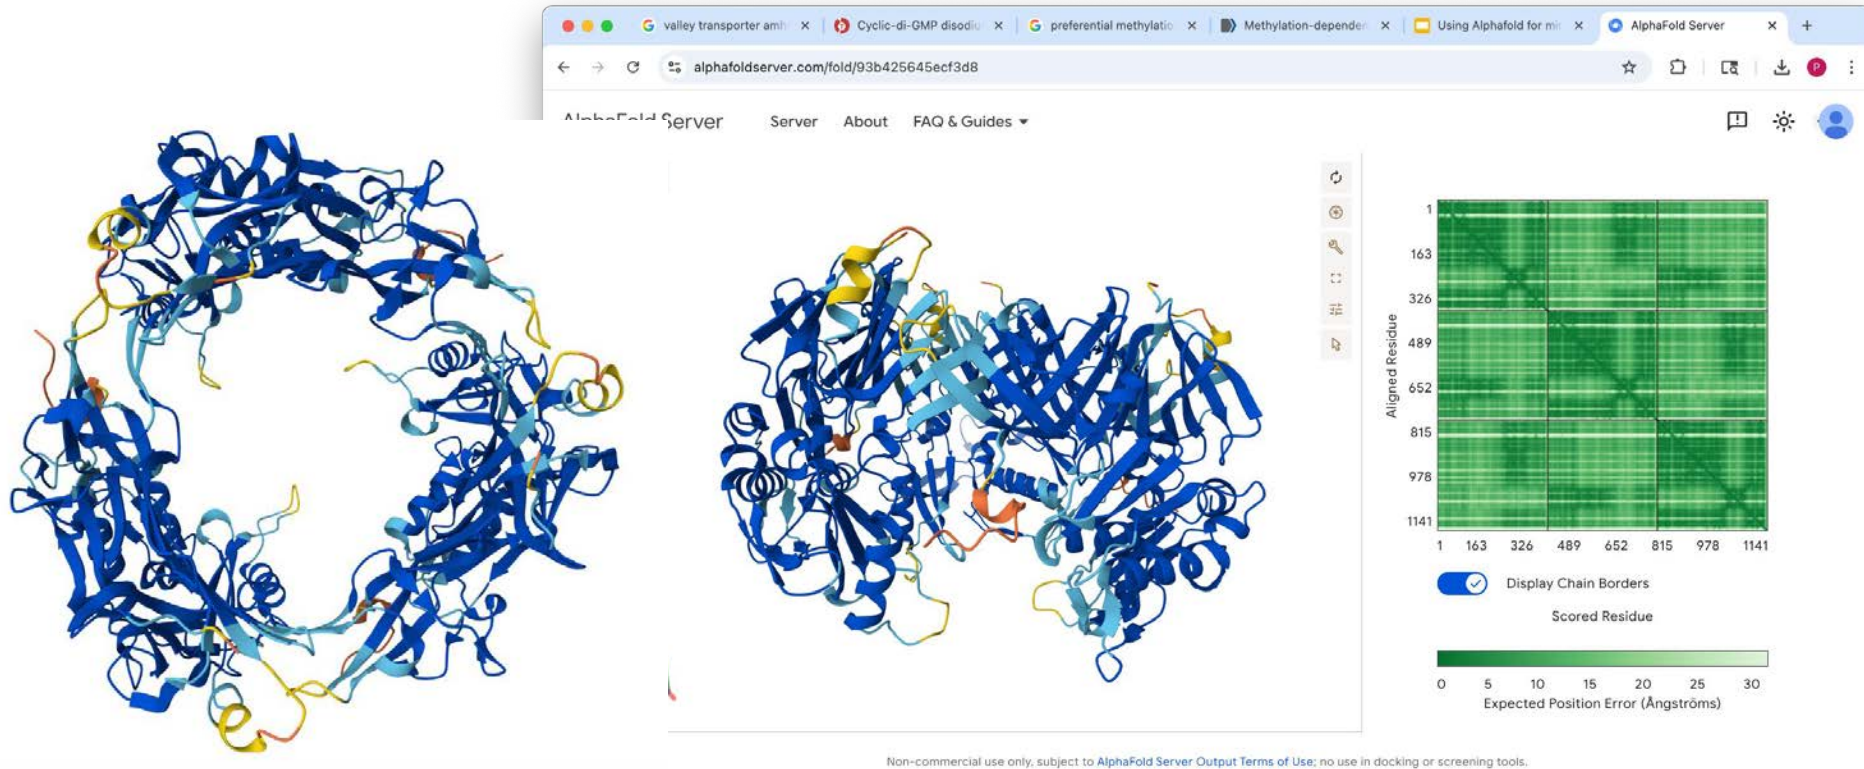 valley transporter amh
Cyclic-di-GMP disodiu
preferential methylatio
Methylation-dependen
Using Alphafold for mi
AlphaFold Server
alphafoldserver.com/fold/93b425645ecf3d8
P
AlphaFold Server
Server
About
FAQ & Guides
1
163
326
489
652
815
978
1141
Aligned Residue
1 163 326 489 652 815 978 1141
Display Chain Borders
Scored Residue
0 5 10 15 20 25 30
Expected Position Error (Ångströms)
Non-commercial use only, subject to AlphaFold Server Output Terms of Use; no use in docking or screening tools.